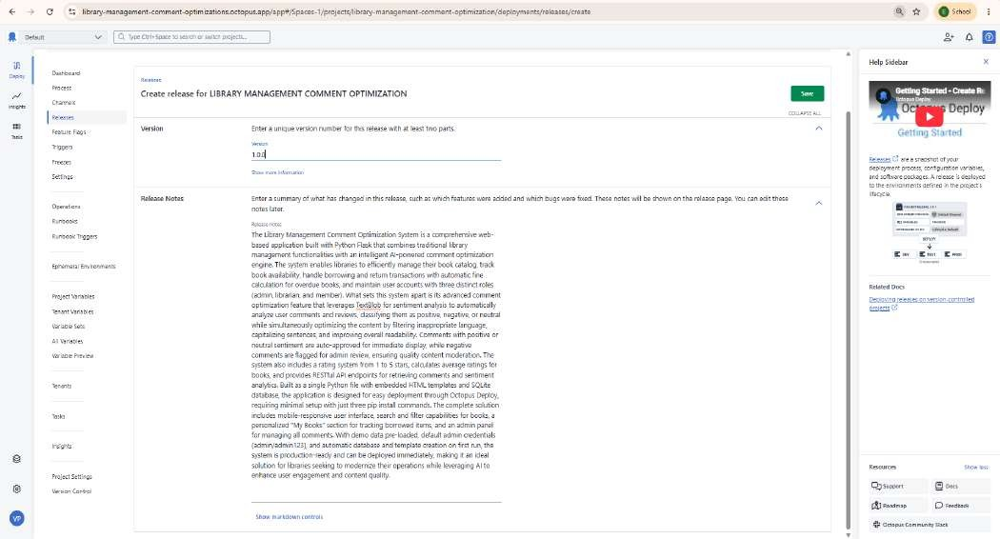 library-management-comment-optimizations.octopus.app/app#/Spaces-1/projects/library-management-comment-optimization/deployments/releases/create
E School
Default
Type Ctrl+Space to search or switch projects...
Deploy
Insights
Tasks
VP
Dashboard
Process
Channels
Releases
Feature Flags
Triggers
Freezes
Settings
Operations
Runbooks
Runbook Triggers
Ephemeral Environments
Project Variables
Tenant Variables
Variable Sets
All Variables
Variable Preview
Tenants
Tasks
Insights
Project Settings
Version Control
Releases
Create release for LIBRARY MANAGEMENT COMMENT OPTIMIZATION
Save
COLLAPSE ALL
Version
Enter a unique version number for this release with at least two parts.
Version
1.0.0
Show more information
Release Notes
Enter a summary of what has changed in this release, such as which features were added and which bugs were fixed. These notes will be shown on the release page. You can edit these
notes later.
Release notes
The Library Management Comment Optimization System is a comprehensive web-
based application built with Python Flask that combines traditional library
management functionalities with an intelligent AI-powered comment optimization
engine. The system enables libraries to efficiently manage their book catalog, track
book availability, handle borrowing and return transactions with automatic fine
calculation for overdue books, and maintain user accounts with three distinct roles
(admin, librarian, and member). What sets this system apart is its advanced comment
optimization feature that leverages TextBlob for sentiment analysis to automatically
analyze user comments and reviews, classifying them as positive, negative, or neutral
while simultaneously optimizing the content by filtering inappropriate language,
capitalizing sentences, and improving overall readability. Comments with positive or
neutral sentiment are auto-approved for immediate display, while negative
comments are flagged for admin review, ensuring quality content moderation. The
system also includes a rating system from 1 to 5 stars, calculates average ratings for
books, and provides RESTful API endpoints for retrieving comments and sentiment
analytics. Built as a single Python file with embedded HTML templates and SQLite
database, the application is designed for easy deployment through Octopus Deploy,
requiring minimal setup with just three pip install commands. The complete solution
includes mobile-responsive user interface, search and filter capabilities for books, a
personalized "My Books" section for tracking borrowed items, and an admin panel
for managing all comments. With demo data pre-loaded, default admin credentials
(admin/admin123), and automatic database and template creation on first run, the
system is production-ready and can be deployed immediately, making it an ideal
solution for libraries seeking to modernize their operations while leveraging AI to
enhance user engagement and content quality.
Show markdown controls
Help Sidebar
X
Getting Started - Create Re
Octopus Deploy
Octopus Deploy
Getting Started
Releases are a snapshot of your
deployment process, configuration variables,
and software packages. A release is deployed
to the environments defined in the project's
lifecycle.
DEPLOY
DEV
TEST
PROD
Related Docs
Deploying releases on version-controlled
projects
Resources
Show less
Support
Docs
Roadmap
Feedback
Octopus Community Slack